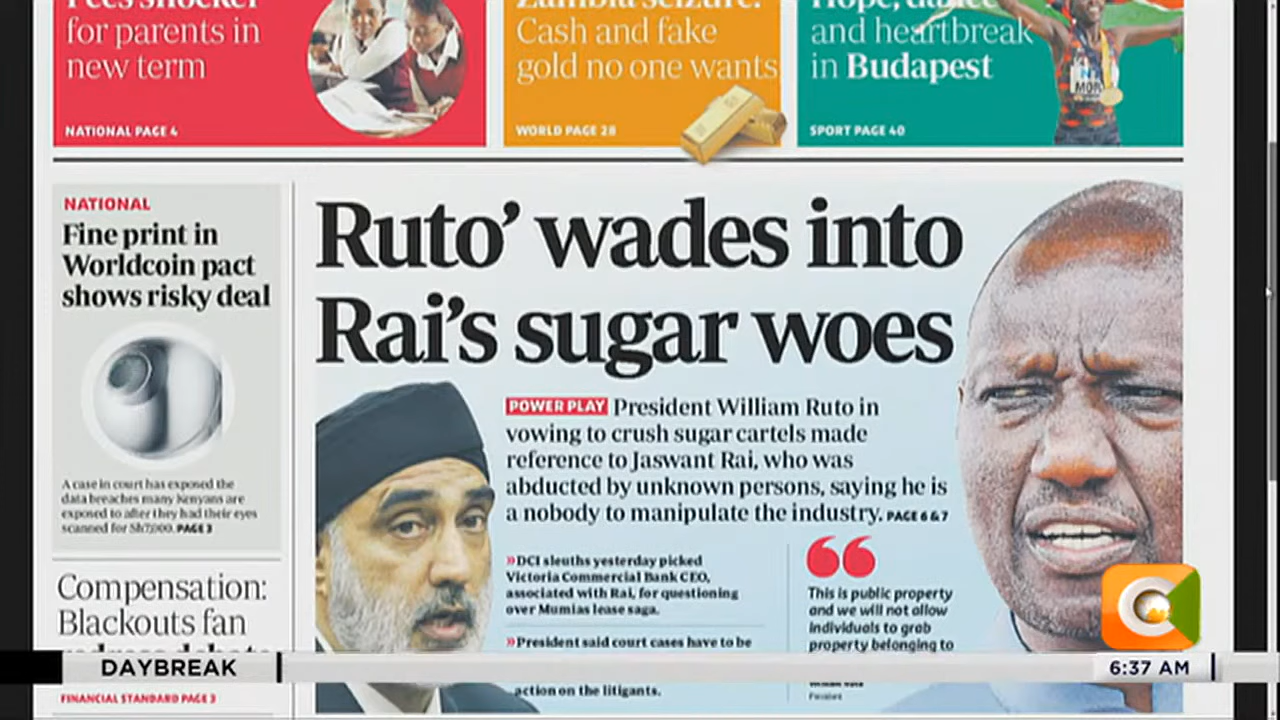 Fees shocker
for parents in
new term
NATIONAL PAGE 4
Zambia seizure:
Cash and fake
gold no one wants
WORLD PAGE 28
Hope, dance
and heartbreak
in Budapest
SPORT PAGE 40
NATIONAL
Fine print in
Worldcoin pact
shows risky deal
A case in court has exposed the
data breaches many Kenyans are
exposed to after they had their eyes
scanned for Sh7,000. PAGE 3
Compensation:
Blackouts fan
FINANCIAL STANDARD PAGE 3
Ruto’ wades into
Rai’s sugar woes
POWER PLAY President William Ruto in
vowing to crush sugar cartels made
reference to Jaswant Rai, who was
abducted by unknown persons, saying he is
a nobody to manipulate the industry. PAGE 6 & 7
»DCI sleuths yesterday picked
Victoria Commercial Bank CEO,
associated with Rai, for questioning
over Mumias lease saga.
»President said court cases have to be
action on the litigants.
This is public property
and we will not allow
individuals to grab
property belonging to
DAYBREAK
6:37 AM